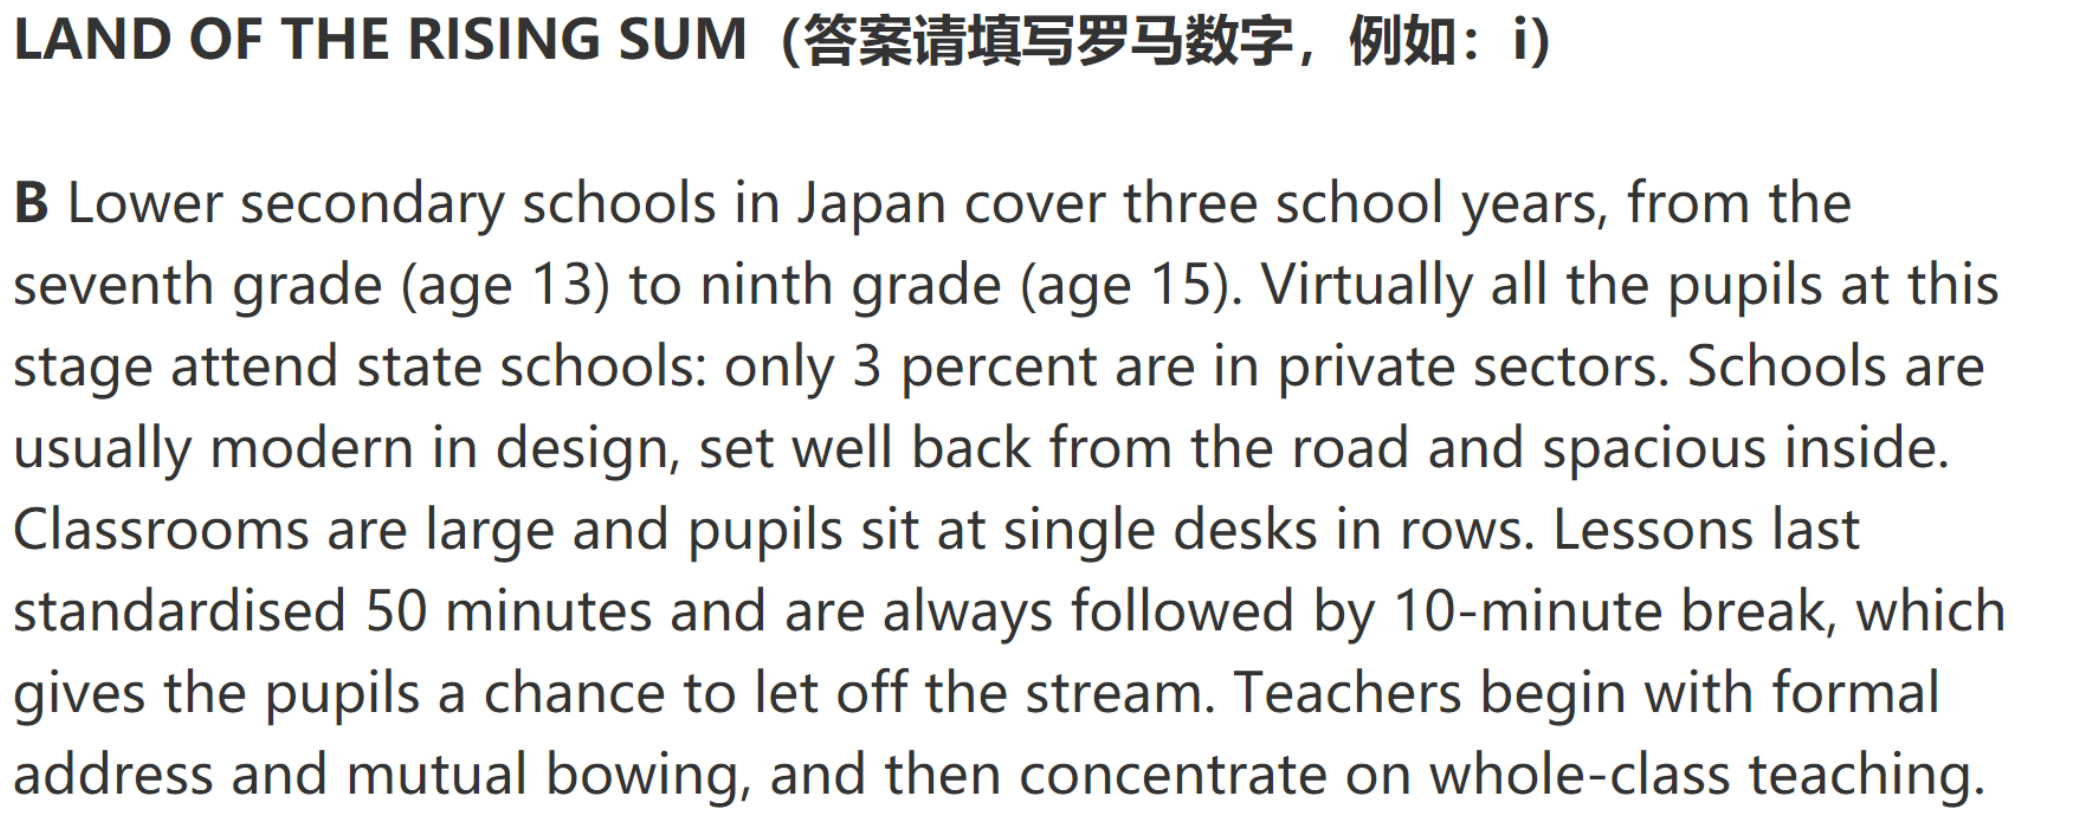 LAND OF THE RISING SUM（答案请填写罗马数字，例如：i)
B Lower secondary schools in Japan cover three school years, from the
seventh grade (age 13) to ninth grade (age 15). Virtually all the pupils at this
stage attend state schools: only 3 percent are in private sectors. Schools are
usually modern in design, set well back from the road and spacious inside.
Classrooms are large and pupils sit at single desks in rows. Lessons last
standardised 50 minutes and are always followed by 10-minute break, which
gives the pupils a chance to let off the stream. Teachers begin with formal
address and mutual bowing, and then concentrate on whole-class teaching.